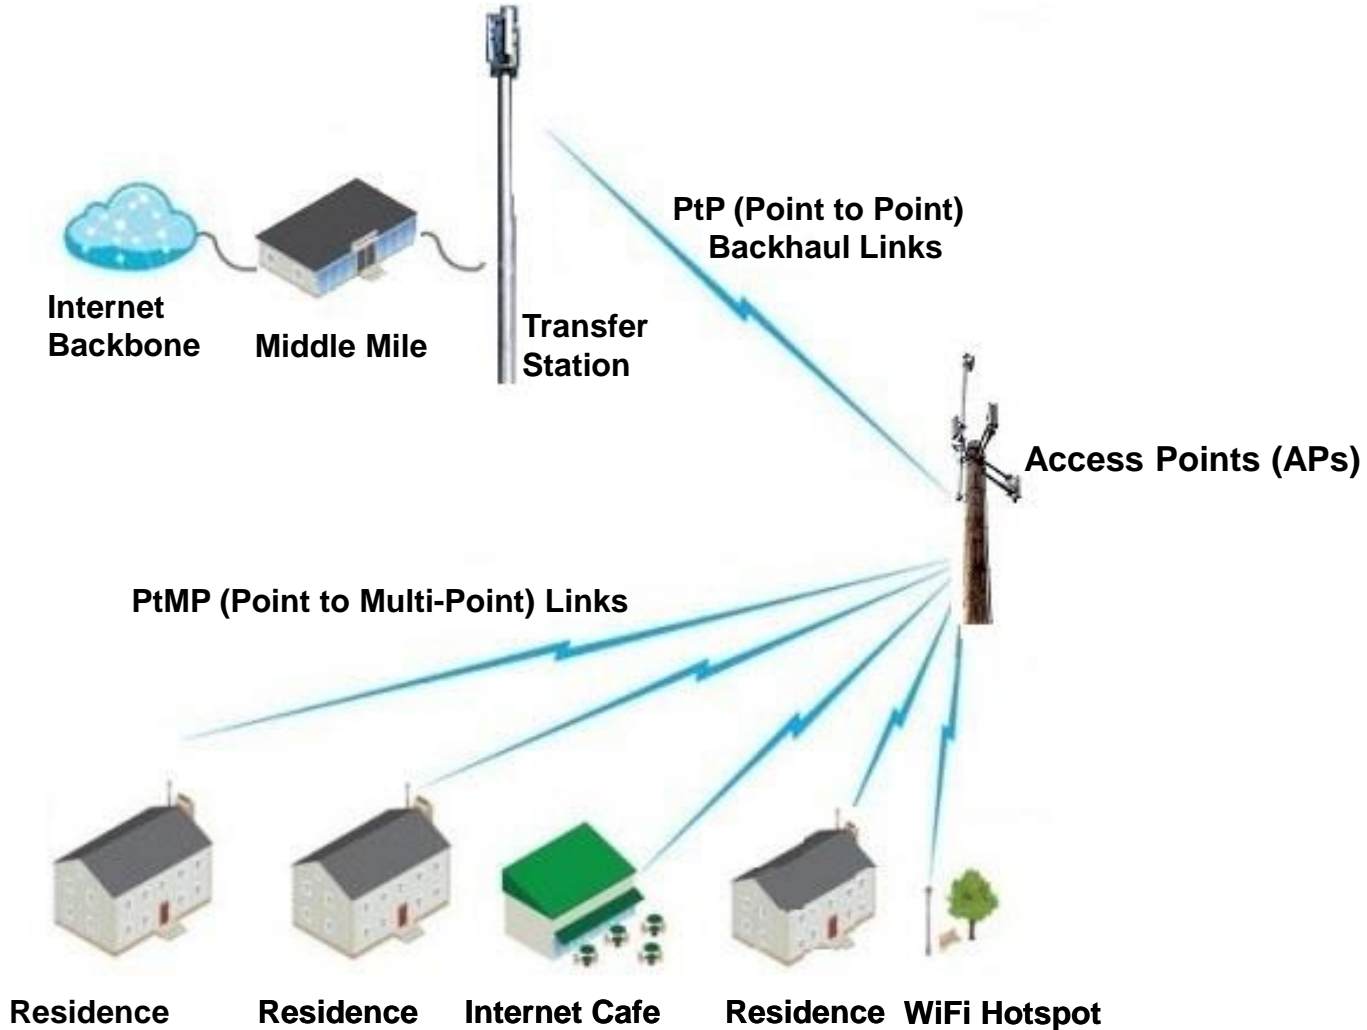 PtP (Point to Point)
Backhaul Links
Internet
Backbone
Middle Mile
Transfer
Station
Access Points (APs)
PtMP (Point to Multi-Point) Links
Residence
Residence
Internet Cafe
Residence
WiFi Hotspot